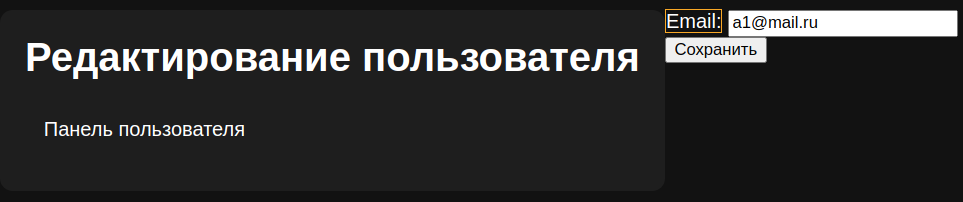 Редактирование пользователя
Панель пользователя
Email: a1@mail.ru
Сохранить